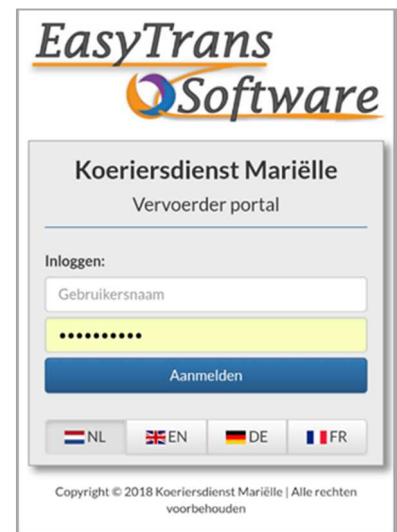 EasyTrans
Software
Koeriersdienst Mariëlle
Vervoerder portal
Inloggen:
Gebruikersnaam
••••••••••
Aanmelden
NL EN DE FR
Copyright © 2018 Koeriersdienst Mariëlle | Alle rechten
voorbehouden